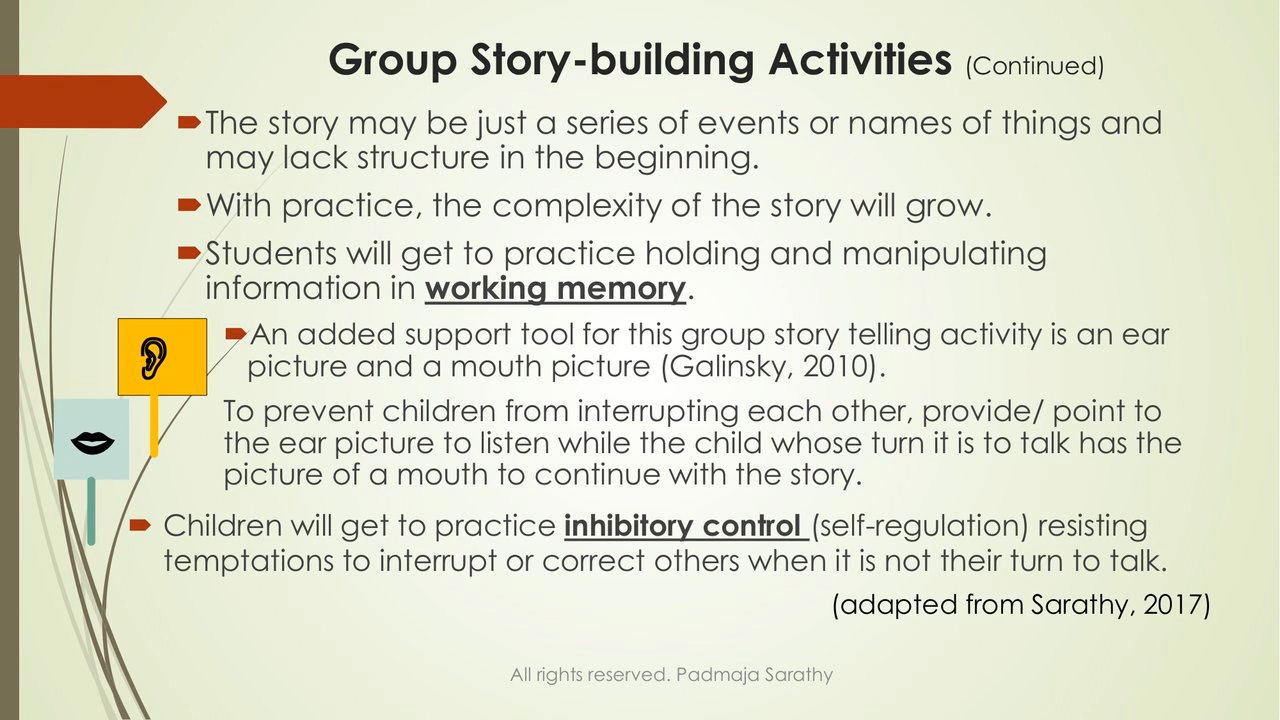 Group Story-building Activities (Continued)
The story may be just a series of events or names of things and
may lack structure in the beginning.
With practice, the complexity of the story will grow.
Students will get to practice holding and manipulating
information in working memory.
An added support tool for this group story telling activity is an ear
picture and a mouth picture (Galinsky, 2010).
To prevent children from interrupting each other, provide/ point to
the ear picture to listen while the child whose turn it is to talk has the
picture of a mouth to continue with the story.
Children will get to practice inhibitory control (self-regulation) resisting
temptations to interrupt or correct others when it is not their turn to talk.
(adapted from Sarathy, 2017)
All rights reserved. Padmaja Sarathy